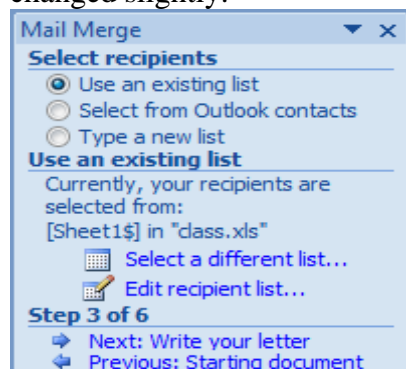 changed slightly.
Mail Merge
Select recipients
Use an existing list
Select from Outlook contacts
Type a new list
Use an existing list
Currently, your recipients are
selected from:
[Sheet1$] in "class.xls"
Select a different list...
Edit recipient list...
Step 3 of 6
Next: Write your letter
Previous: Starting document